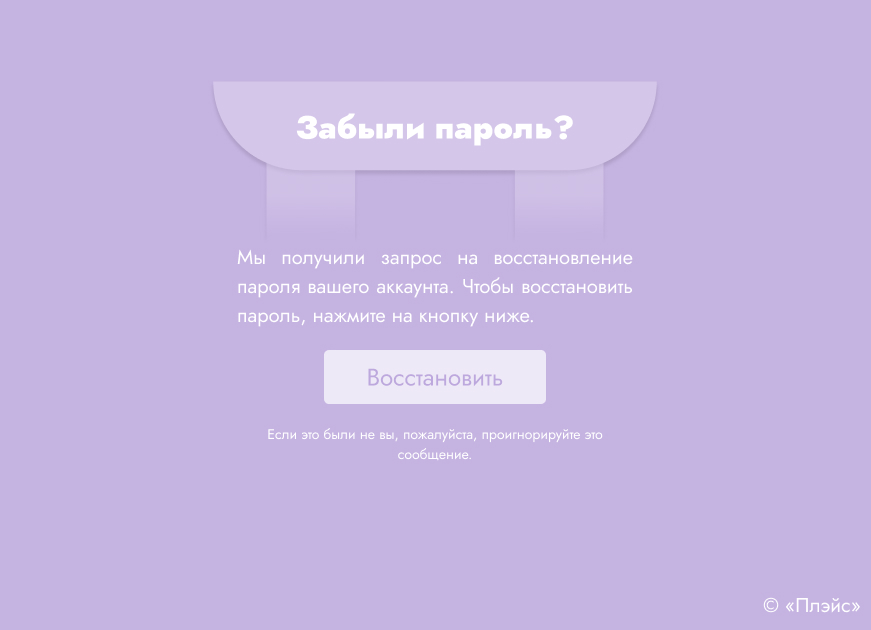 Забыли пароль?
Мы получили запрос на восстановление
пароля вашего аккаунта. Чтобы восстановить
пароль, нажмите на кнопку ниже.
Восстановить
Если это были не вы, пожалуйста, проигнорируйте это
сообщение.
© «Плэйс»